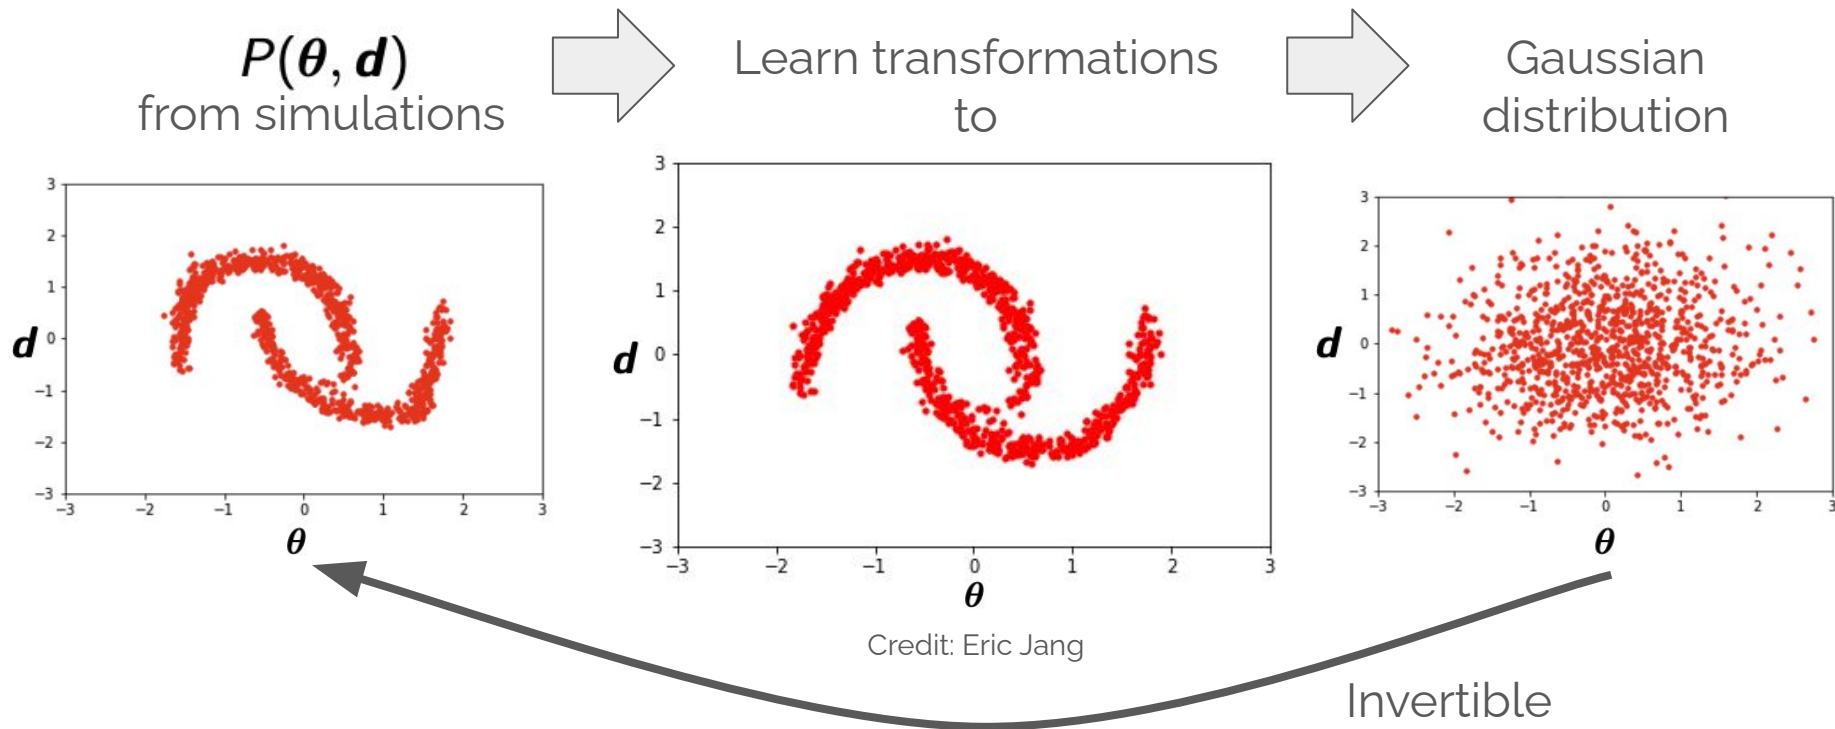 P(θ, d)
from simulations
Learn transformations
to
Gaussian
distribution
3
2
1
0
−1
−2
−3
d
−3 −2 −1 0 1 2 3
θ
3
2
1
0
−1
−2
−3
d
−3 −2 −1 0 1 2 3
θ
3
2
1
0
−1
−2
−3
d
−3 −2 −1 0 1 2 3
θ
Credit: Eric Jang
Invertible